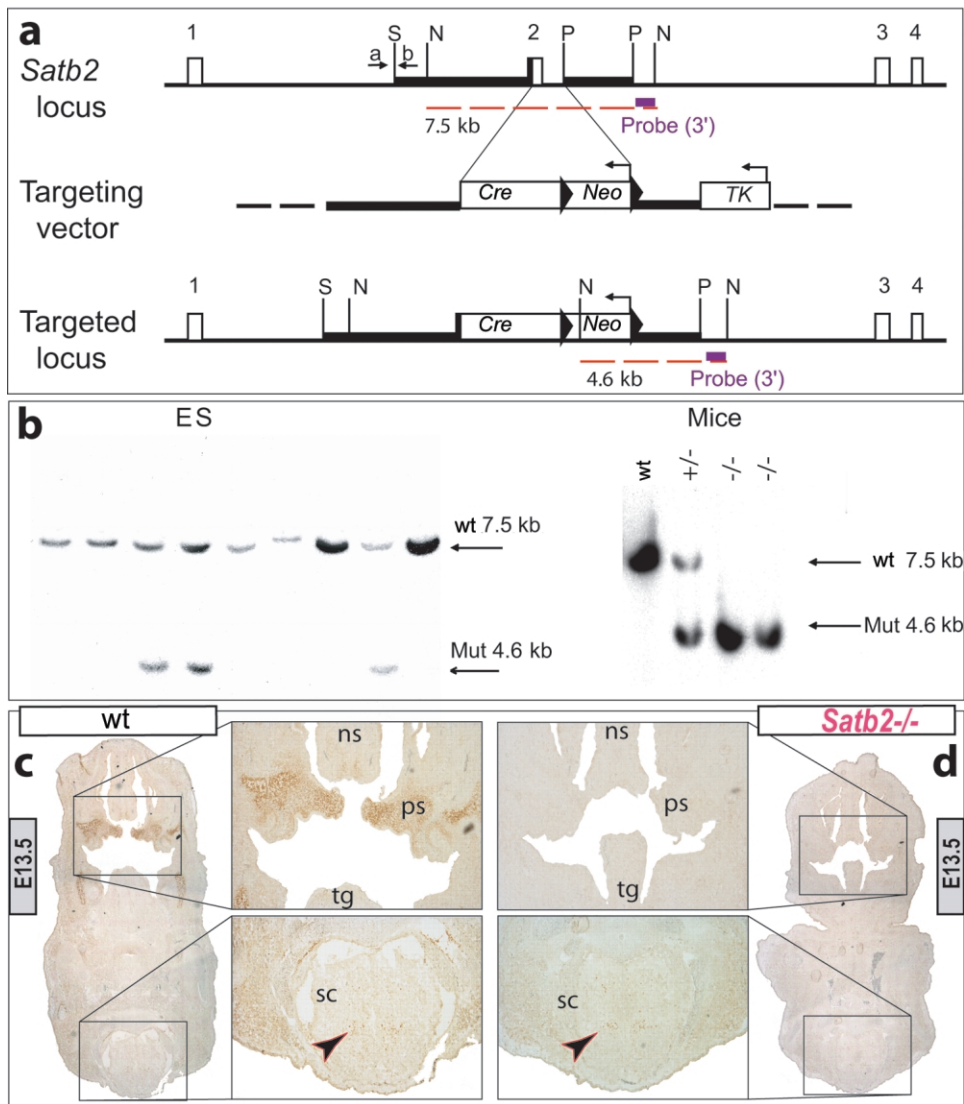 a
1 S N 2 P P N 3 4
a b
Satb2
locus
7.5 kb
Probe (3')
Targeting
vector
Cre
Neo
TK
1 S N N P N 3 4
Targeted
locus
Cre
Neo
4.6 kb
Probe (3')
b
ES
Mice
wt +/- -/- -/-
wt 7.5 kb
wt 7.5 kb
Mut 4.6 kb
Mut 4.6 kb
wt
Satb2-/-
c
d
E13.5
ns
ps
tg
sc
ns
ps
tg
sc
E13.5